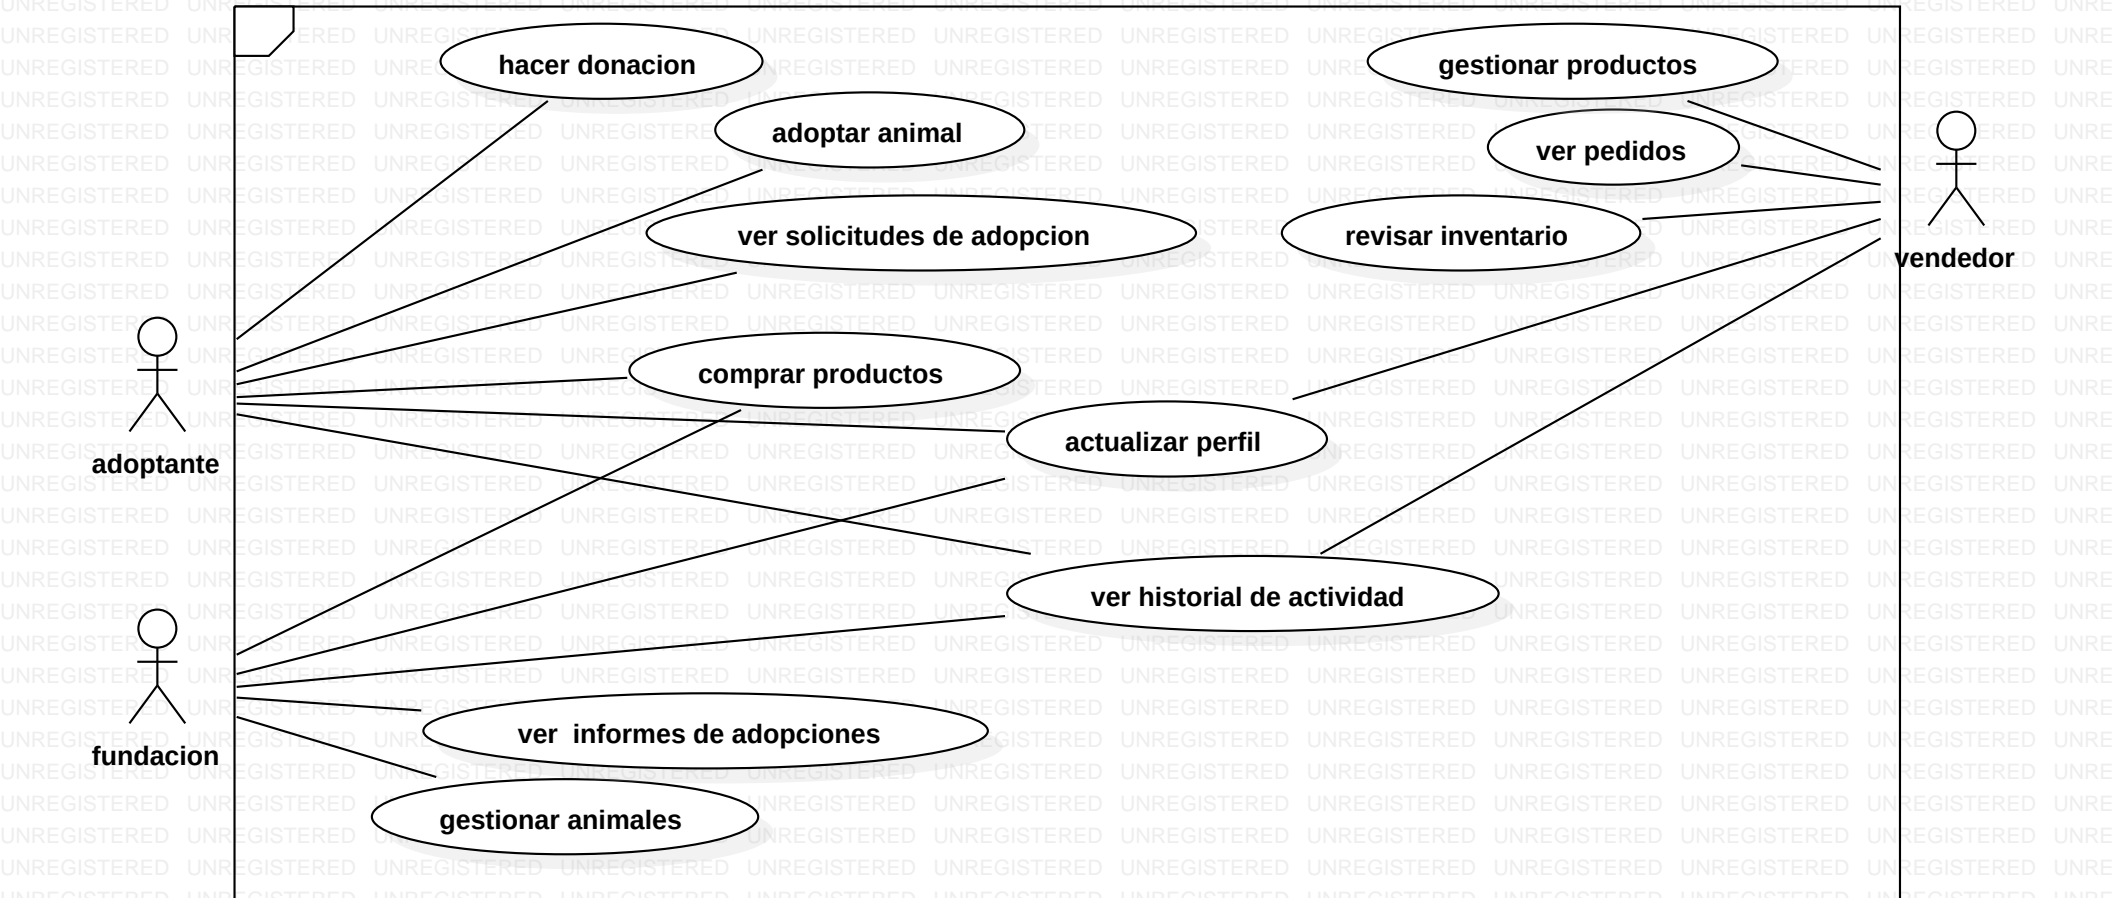 hacer donacion
gestionar productos
adoptar animal
ver pedidos
ver solicitudes de adopcion
revisar inventario
vendedor
comprar productos
actualizar perfil
adoptante
ver historial de actividad
ver  informes de adopciones
fundacion
gestionar animales
UNREGISTERED